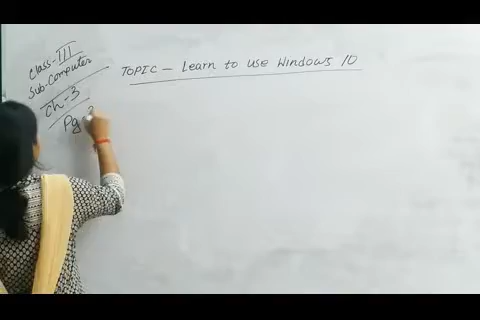 Class - III
Sub - Computer
Ch - 3
Pg -
TOPIC - Learn to use Windows 10